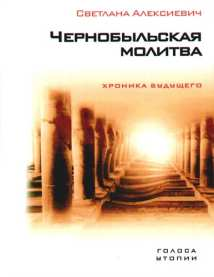 Светлана Алексиевич
Чернобыльская
молитва
хроника будущего
голоса
утопии